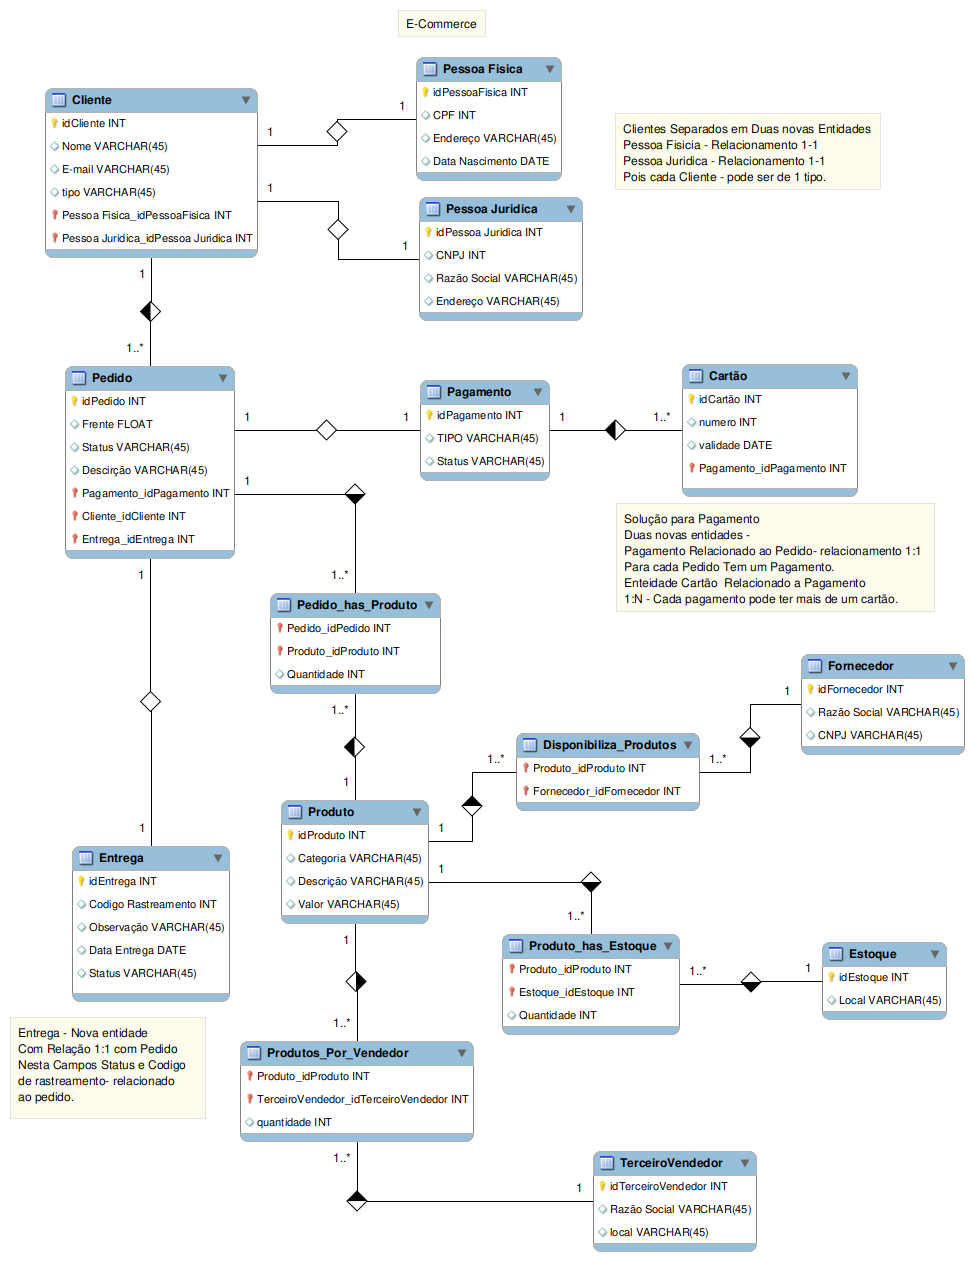 E-Commerce
Cliente
idCliente INT
Nome VARCHAR(45)
E-mail VARCHAR(45)
tipo VARCHAR(45)
Pessoa Fisica_idPessoaFisica INT
Pessoa Juridica_idPessoa Juridica INT
1
1
Pessoa Fisica
idPessoaFisica INT
CPF INT
Endereço VARCHAR(45)
Data Nascimento DATE
1
1
Pessoa Juridica
idPessoa Juridica INT
CNPJ INT
Razão Social VARCHAR(45)
Endereço VARCHAR(45)
Clientes Separados em Duas novas Entidades
Pessoa Fisicia - Relacionamento 1-1
Pessoa Juridica - Relacionamento 1-1
Pois cada Cliente - pode ser de 1 tipo.
1
1..*
Pedido
idPedido INT
Frente FLOAT
Status VARCHAR(45)
Descirção VARCHAR(45)
Pagamento_idPagamento INT
Cliente_idCliente INT
Entrega_idEntrega INT
1
1
Pagamento
idPagamento INT
TIPO VARCHAR(45)
Status VARCHAR(45)
1
1..*
Cartão
idCartão INT
numero INT
validade DATE
Pagamento_idPagamento INT
Solução para Pagamento
Duas novas entidades -
Pagamento Relacionado ao Pedido- relacionamento 1:1
Para cada Pedido Tem um Pagamento.
Enteidade Cartão Relacionado a Pagamento
1:N - Cada pagamento pode ter mais de um cartão.
1
1..*
Pedido_has_Produto
Pedido_idPedido INT
Produto_idProduto INT
Quantidade INT
1..*
1
Produto
idProduto INT
Categoria VARCHAR(45)
Descrição VARCHAR(45)
Valor VARCHAR(45)
1
1..*
Disponibiliza_Produtos
Produto_idProduto INT
Fornecedor_idFornecedor INT
1..*
1
Fornecedor
idFornecedor INT
Razão Social VARCHAR(45)
CNPJ VARCHAR(45)
1
1..*
Produto_has_Estoque
Produto_idProduto INT
Estoque_idEstoque INT
Quantidade INT
1..*
1
Estoque
idEstoque INT
Local VARCHAR(45)
1
1
Entrega
idEntrega INT
Codigo Rastreamento INT
Observação VARCHAR(45)
Data Entrega DATE
Status VARCHAR(45)
Entrega - Nova entidade
Com Relação 1:1 com Pedido
Nesta Campos Status e Codigo
de rastreamento- relacionado
ao pedido.
1
1..*
Produtos_Por_Vendedor
Produto_idProduto INT
TerceiroVendedor_idTerceiroVendedor INT
quantidade INT
1..*
1
TerceiroVendedor
idTerceiroVendedor INT
Razão Social VARCHAR(45)
local VARCHAR(45)